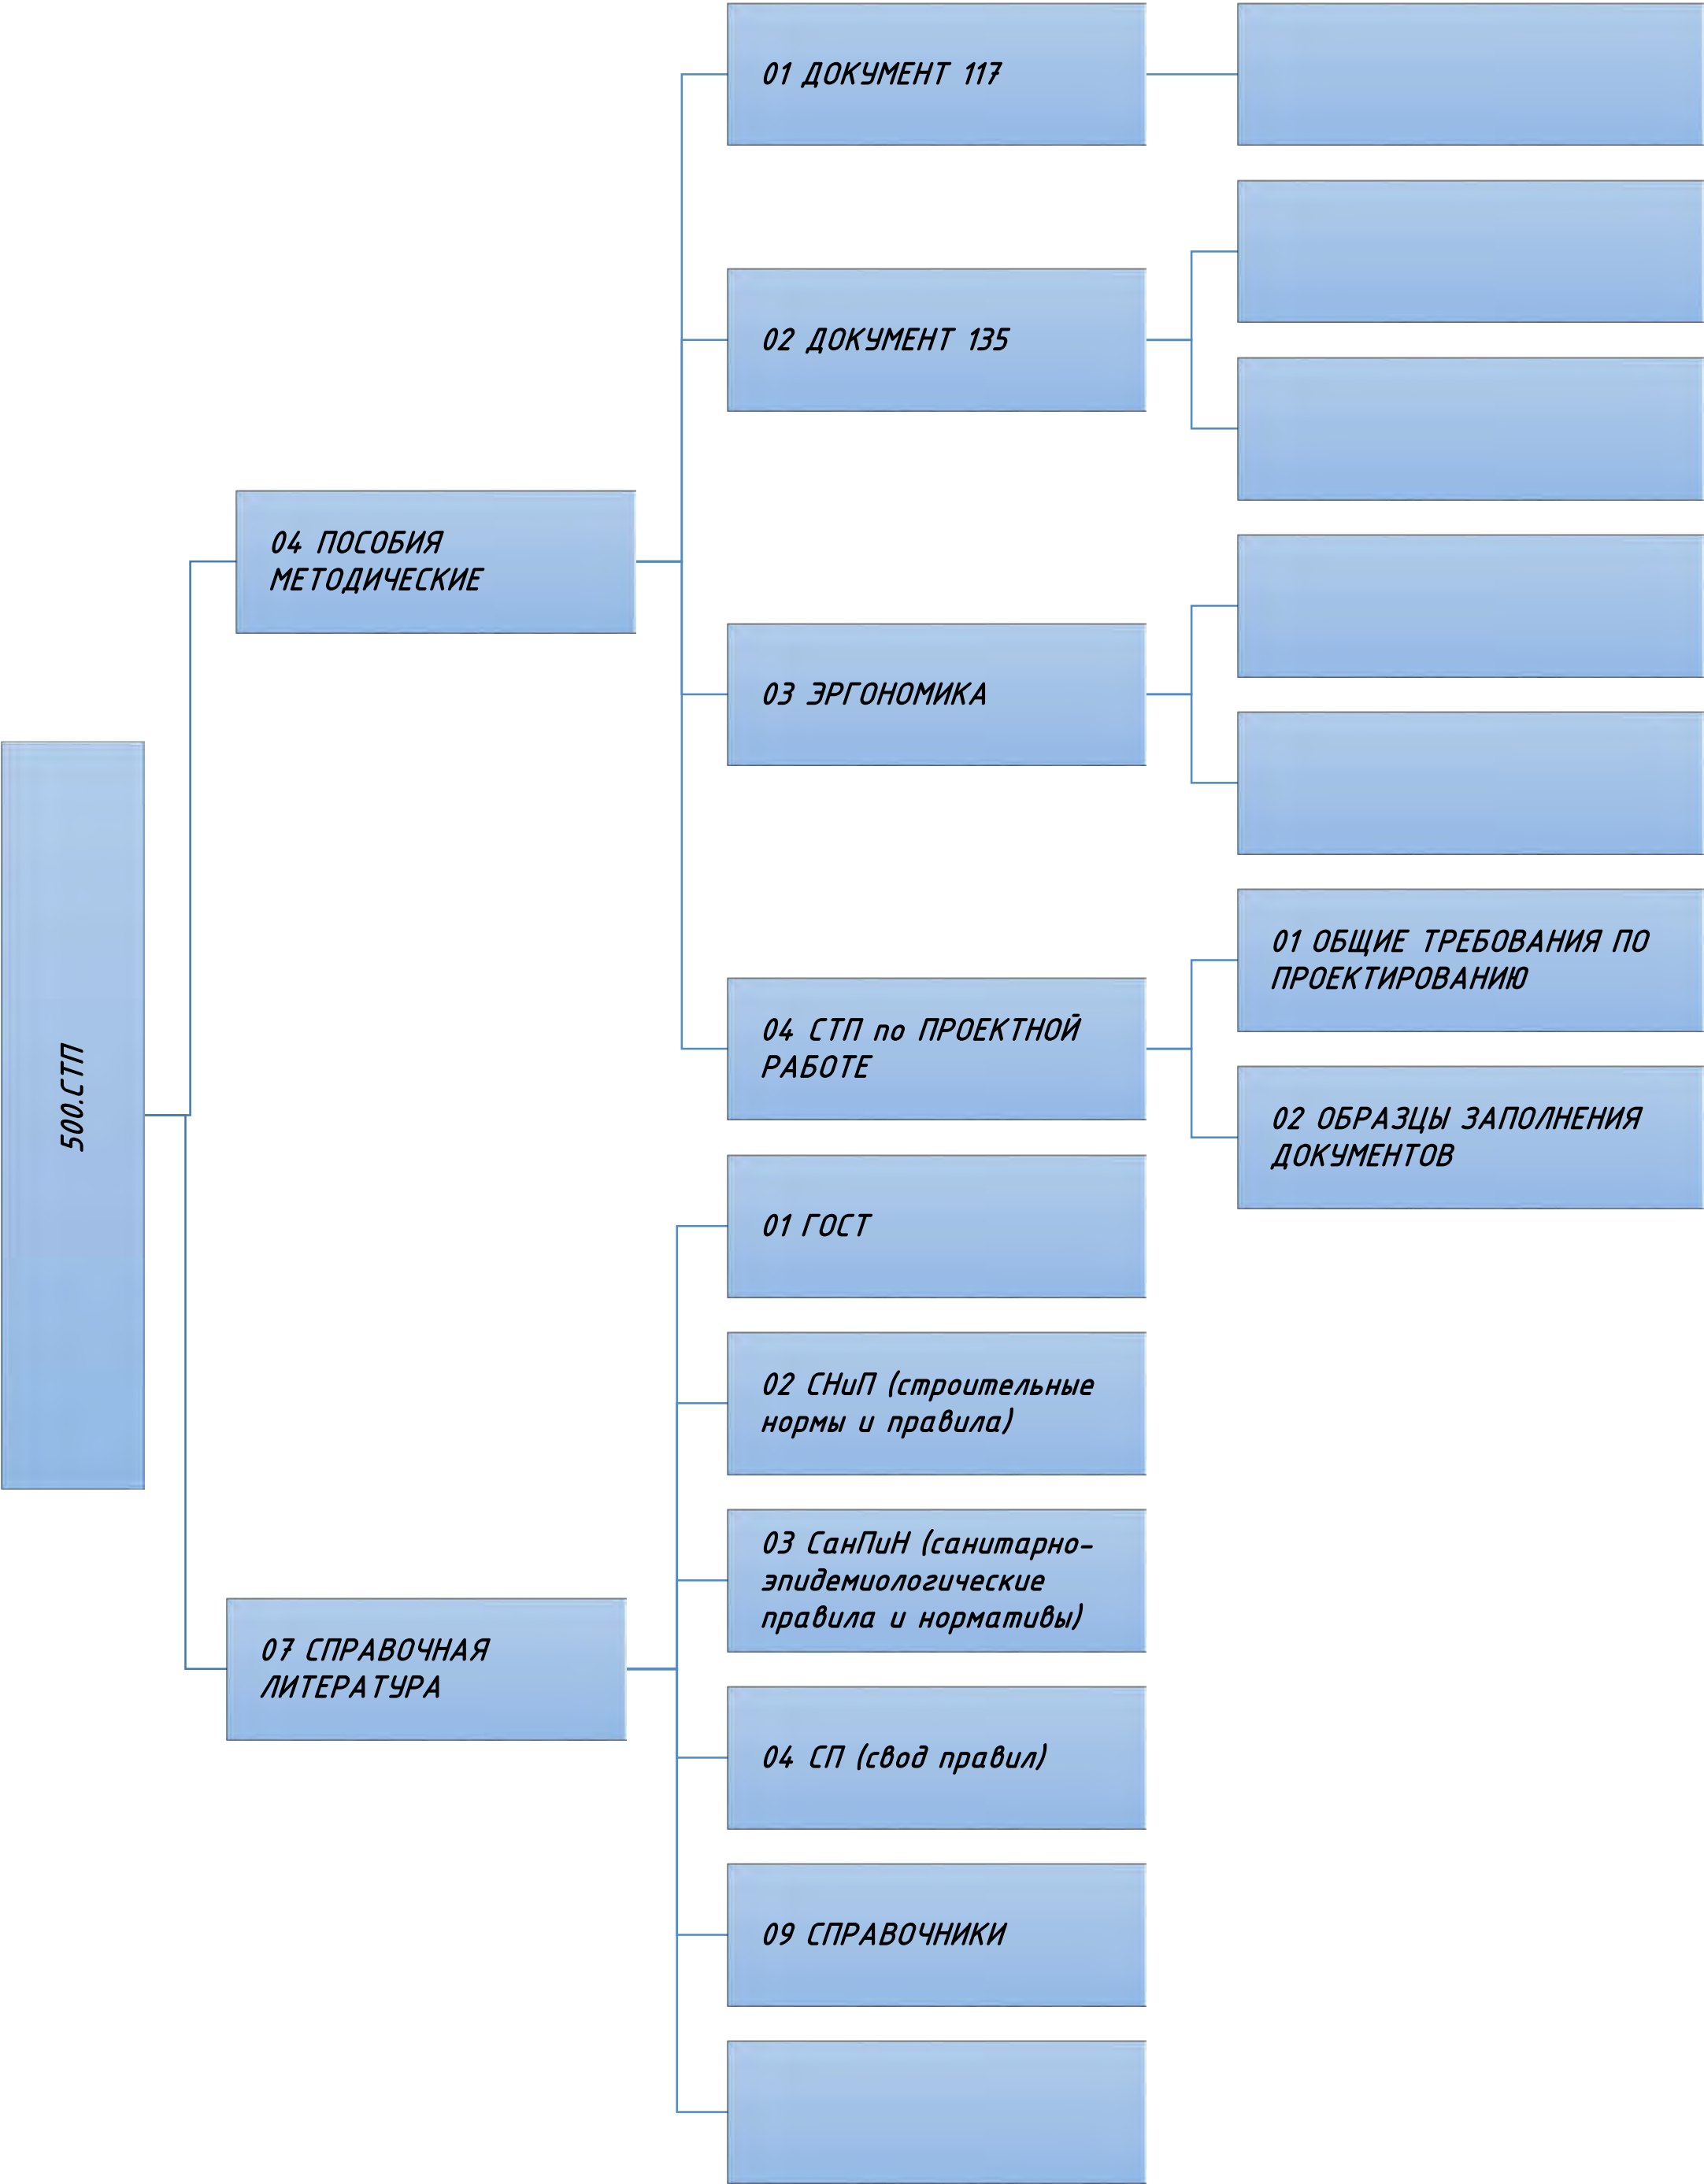 500.СТП
04 ПОСОБИЯ
МЕТОДИЧЕСКИЕ
01 ДОКУМЕНТ 117
02 ДОКУМЕНТ 135
03 ЭРГОНОМИКА
04 СТП по ПРОЕКТНОЙ
РАБОТЕ
01 ОБЩИЕ ТРЕБОВАНИЯ ПО
ПРОЕКТИРОВАНИЮ
02 ОБРАЗЦЫ ЗАПОЛНЕНИЯ
ДОКУМЕНТОВ
07 СПРАВОЧНАЯ
ЛИТЕРАТУРА
01 ГОСТ
02 СНиП (строительные
нормы и правила)
03 СанПиН (санитарно-
эпидемиологические
правила и нормативы)
04 СП (свод правил)
09 СПРАВОЧНИКИ